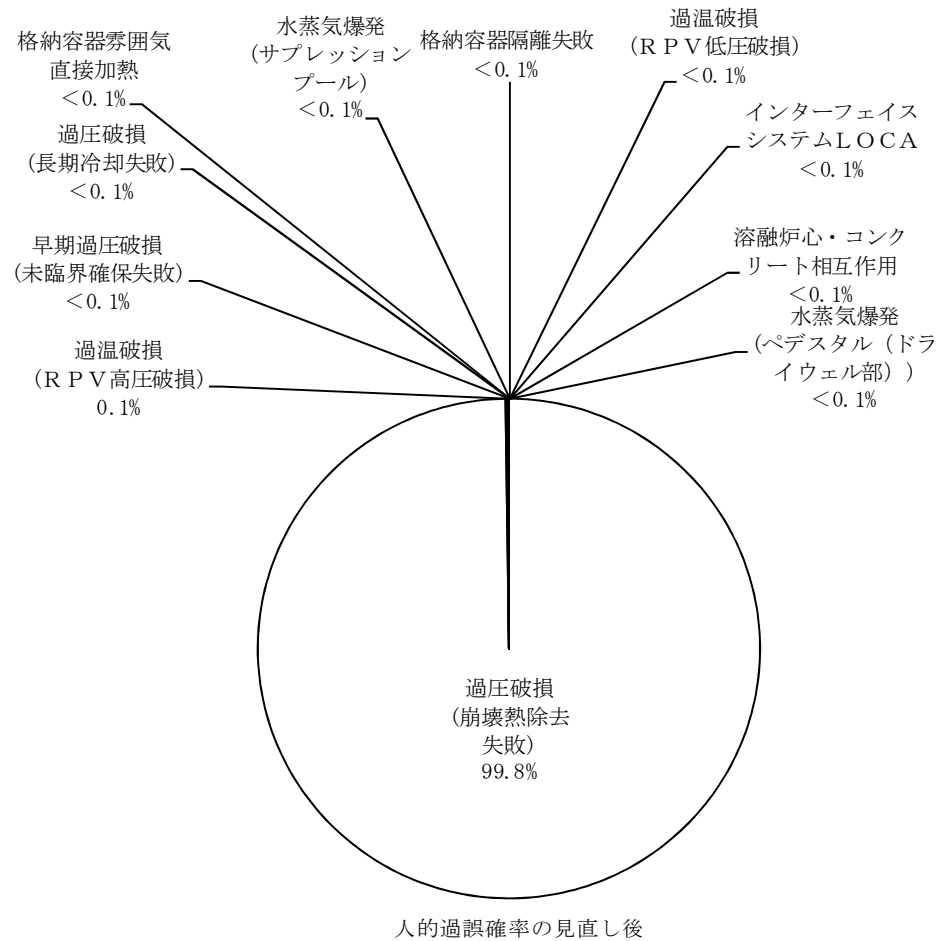 格納容器雰囲気
直接加熱
＜0.1%
過圧破損
(長期冷却失敗)
＜0.1%
早期過圧破損
(未臨界確保失敗)
＜0.1%
過温破損
(ＲＰＶ高圧破損)
0.1%
水蒸気爆発
(サプレッション
プール)
＜0.1%
格納容器隔離失敗
＜0.1%
過温破損
(ＲＰＶ低圧破損)
＜0.1%
インターフェイス
システムＬＯＣＡ
＜0.1%
溶融炉心・コンク
リート相互作用
＜0.1%
水蒸気爆発
(ペデスタル（ドラ
イウェル部）)
＜0.1%
過圧破損
(崩壊熱除去
失敗)
99.8%
人的過誤確率の見直し後